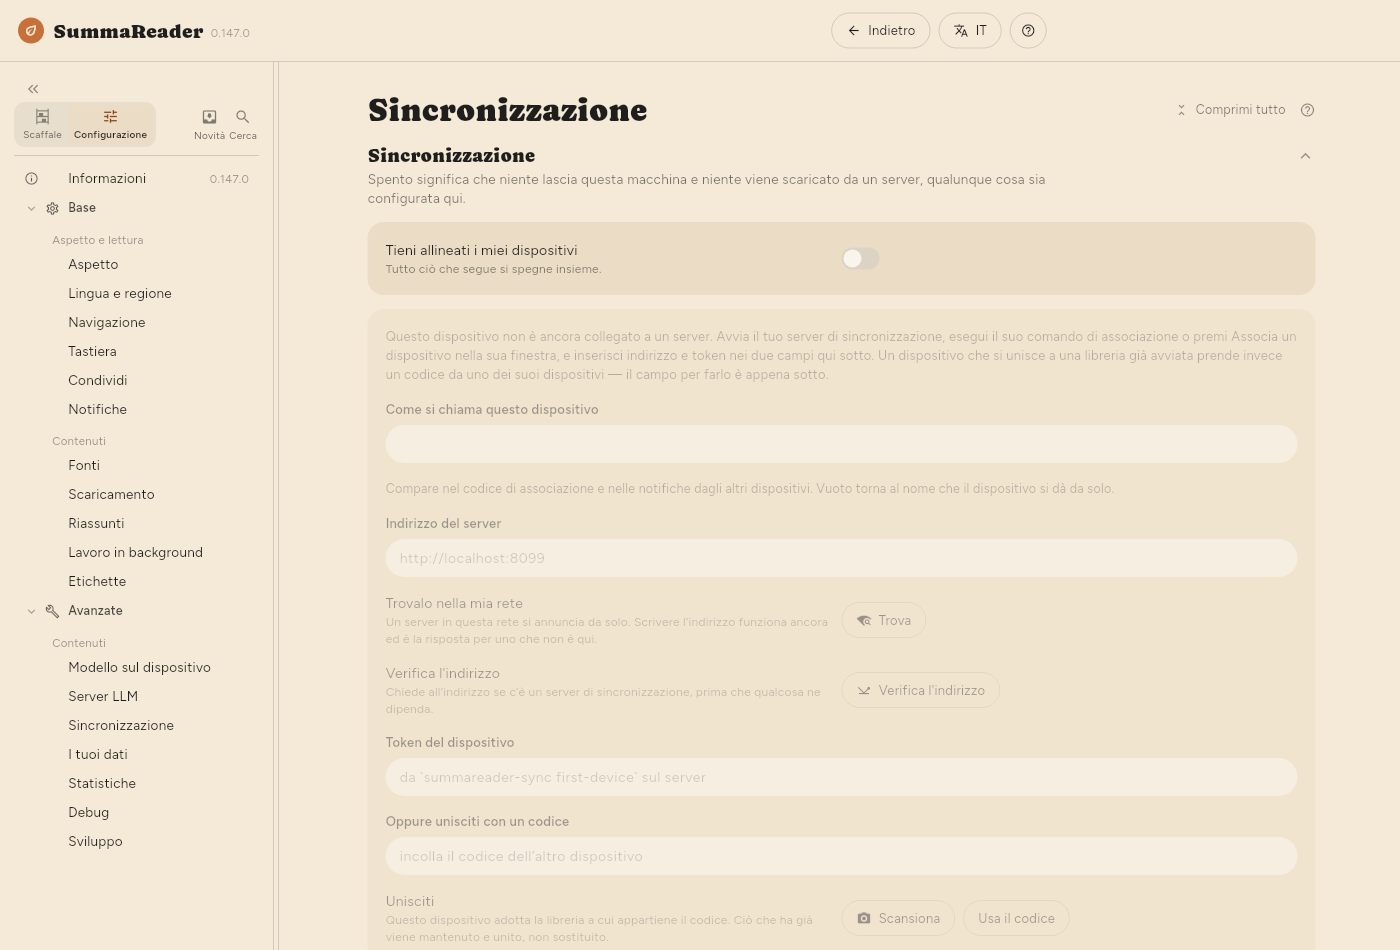 SummaReader 0.147.0
Indietro
IT
Scaffale
Configurazione
Novità
Cerca
Informazioni 0.147.0
Base
Aspetto e lettura
Aspetto
Lingua e regione
Navigazione
Tastiera
Condividi
Notifiche
Contenuti
Fonti
Scaricamento
Riassunti
Lavoro in background
Etichette
Avanzate
Contenuti
Modello sul dispositivo
Server LLM
Sincronizzazione
I tuoi dati
Statistiche
Debug
Sviluppo
Sincronizzazione
Comprimi tutto
Sincronizzazione
Spento significa che niente lascia questa macchina e niente viene scaricato da un server, qualunque cosa sia
configurata qui.
Tieni allineati i miei dispositivi
Tutto ciò che segue si spegne insieme.
Questo dispositivo non è ancora collegato a un server. Avvia il tuo server di sincronizzazione, esegui il suo comando di associazione o premi Associa un
dispositivo nella sua finestra, e inserisci indirizzo e token nei due campi qui sotto. Un dispositivo che si unisce a una libreria già avviata prende invece
un codice da uno dei suoi dispositivi — il campo per farlo è appena sotto.
Come si chiama questo dispositivo
Compare nel codice di associazione e nelle notifiche dagli altri dispositivi. Vuoto torna al nome che il dispositivo si dà da solo.
Indirizzo del server
http://localhost:8099
Trovalo nella mia rete
Un server in questa rete si annuncia da solo. Scrivere l'indirizzo funziona ancora
ed è la risposta per uno che non è qui.
Trova
Verifica l'indirizzo
Chiede all'indirizzo se c'è un server di sincronizzazione, prima che qualcosa ne
dipenda.
Verifica l'indirizzo
Token del dispositivo
da `summareader-sync first-device` sul server
Oppure unisciti con un codice
incolla il codice dell'altro dispositivo
Unisciti
Questo dispositivo adotta la libreria a cui appartiene il codice. Ciò che ha già
viene mantenuto e unito, non sostituito.
Scansiona
Usa il codice